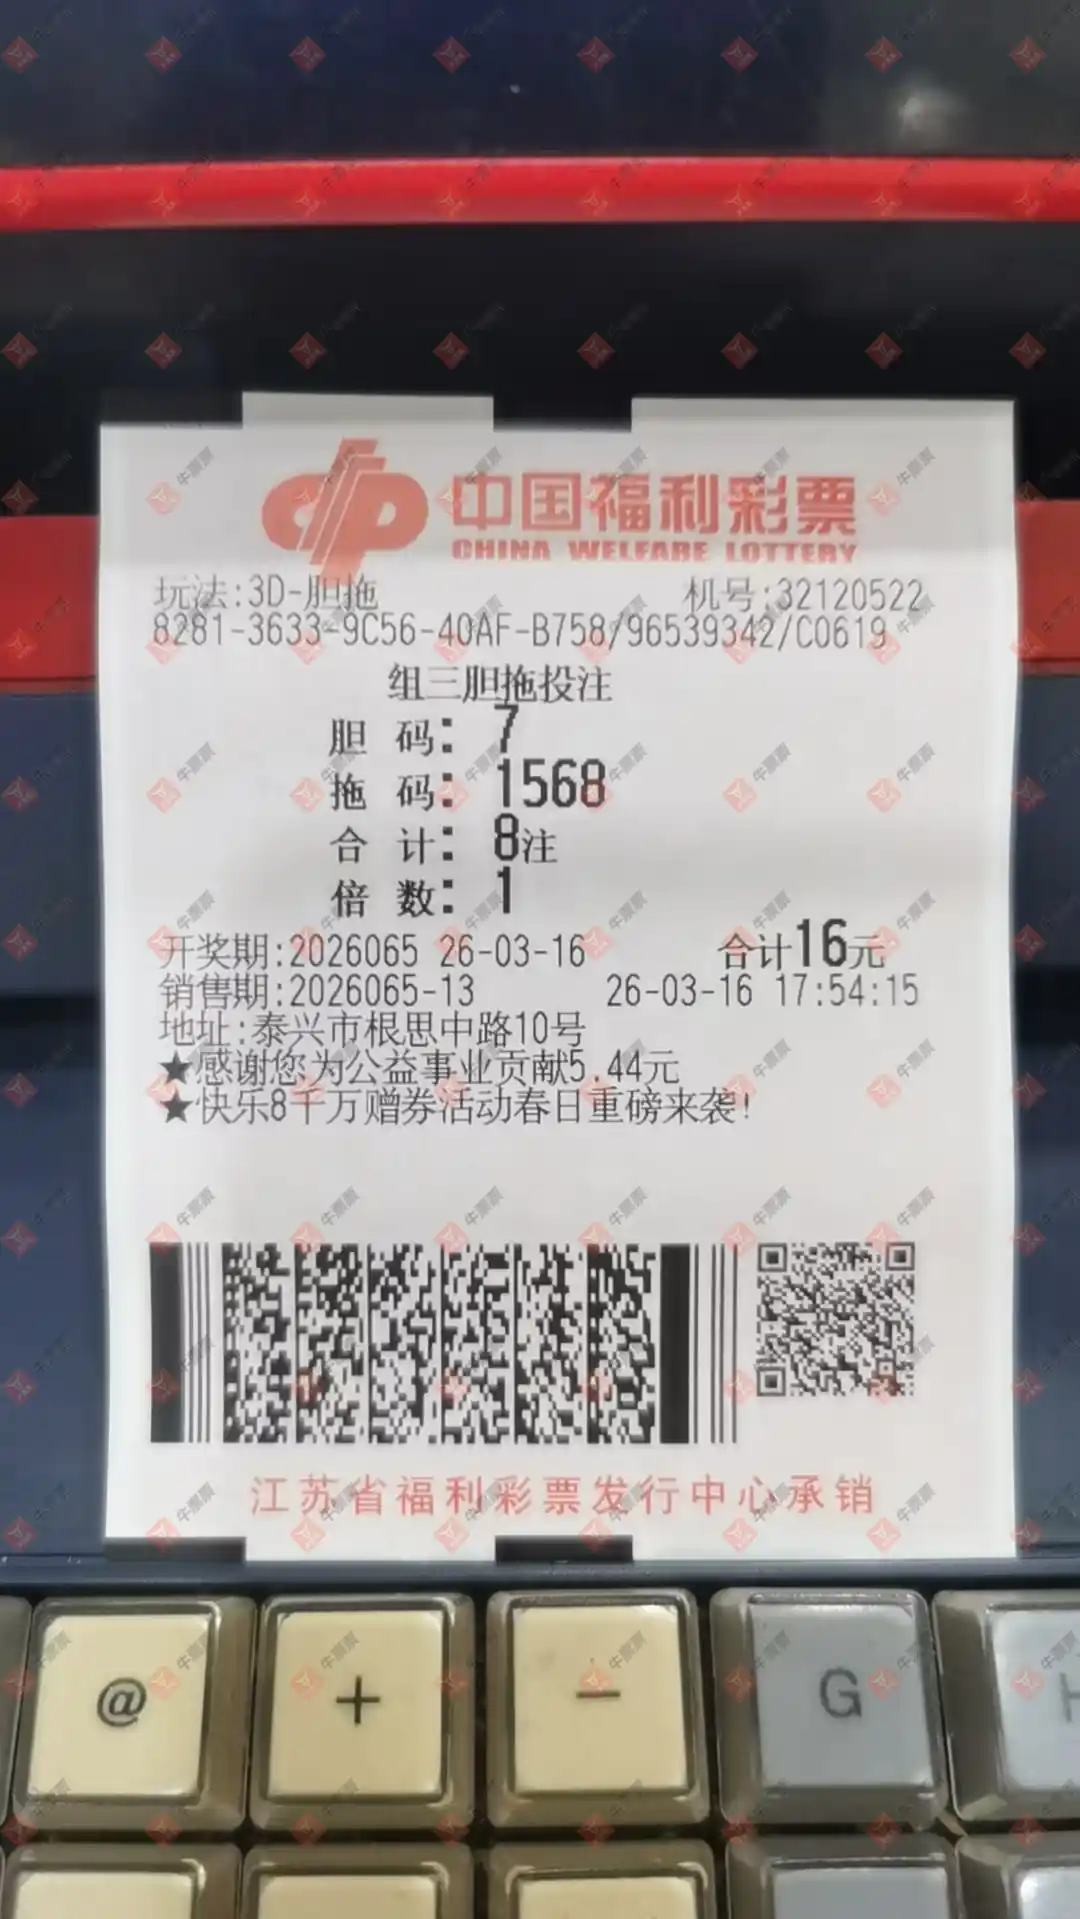 中国福利彩票
CHINA WELFARE LOTTERY
玩法:3D-胆拖 机号:32120522
8281-3633-9C56-40AF-B758/96539342/C0619
组三胆拖投注
胆 码: 7
拖 码: 1568
合 计: 8注
倍 数: 1
开奖期:2026065 26-03-16 合计16元
销售期:2026065-13 26-03-16 17:54:15
地址:泰兴市根思中路10号
★感谢您为公益事业贡献5.44元
★快乐8千万赠券活动春日重磅来袭!
江苏省福利彩票发行中心承销
@ + - G H
牛票票